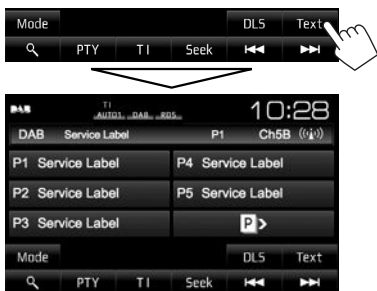 Mode DLS Text
PTY TI Seek
DAB TI 10:28
AUTO1 DAB RDS
DAB Service Label P1 Ch5B
P1 Service Label P4 Service Label
P2 Service Label P5 Service Label
P3 Service Label P
Mode DLS Text
PTY TI Seek